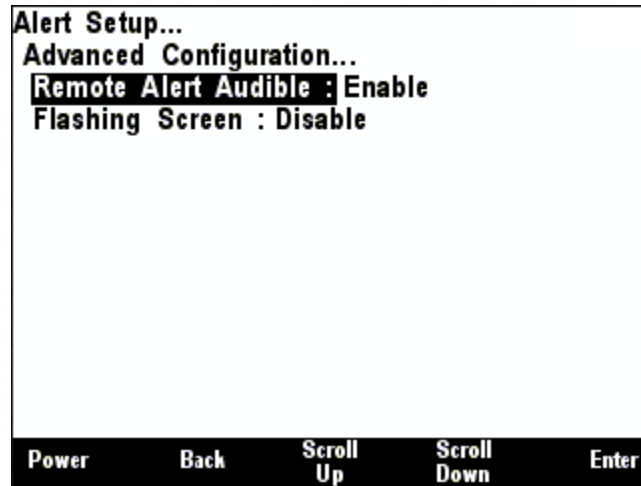 Alert Setup...
Advanced Configuration...
Remote Alert Audible : Enable
Flashing Screen : Disable
Power Back Scroll Up Scroll Down Enter